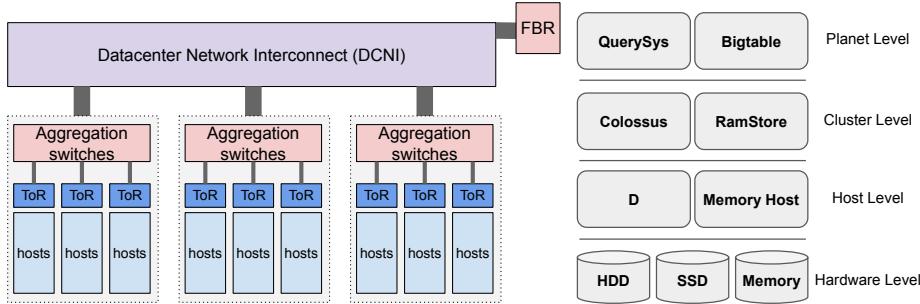 Datacenter Network Interconnect (DCNI)
FBR
Aggregation
switches
ToR ToR ToR
hosts hosts hosts
Aggregation
switches
ToR ToR ToR
hosts hosts hosts
Aggregation
switches
ToR ToR ToR
hosts hosts hosts
QuerySys Bigtable Planet Level
Colossus RamStore Cluster Level
D Memory Host Host Level
HDD SSD Memory Hardware Level